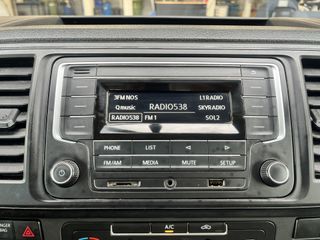 3FM NOS L1RADIO
Qmusic RADIO538 SKYRADIO
RADIO538 FM 1 SOL2
PHONE LIST
FM/AM MEDIA MUTE SETUP
A/C